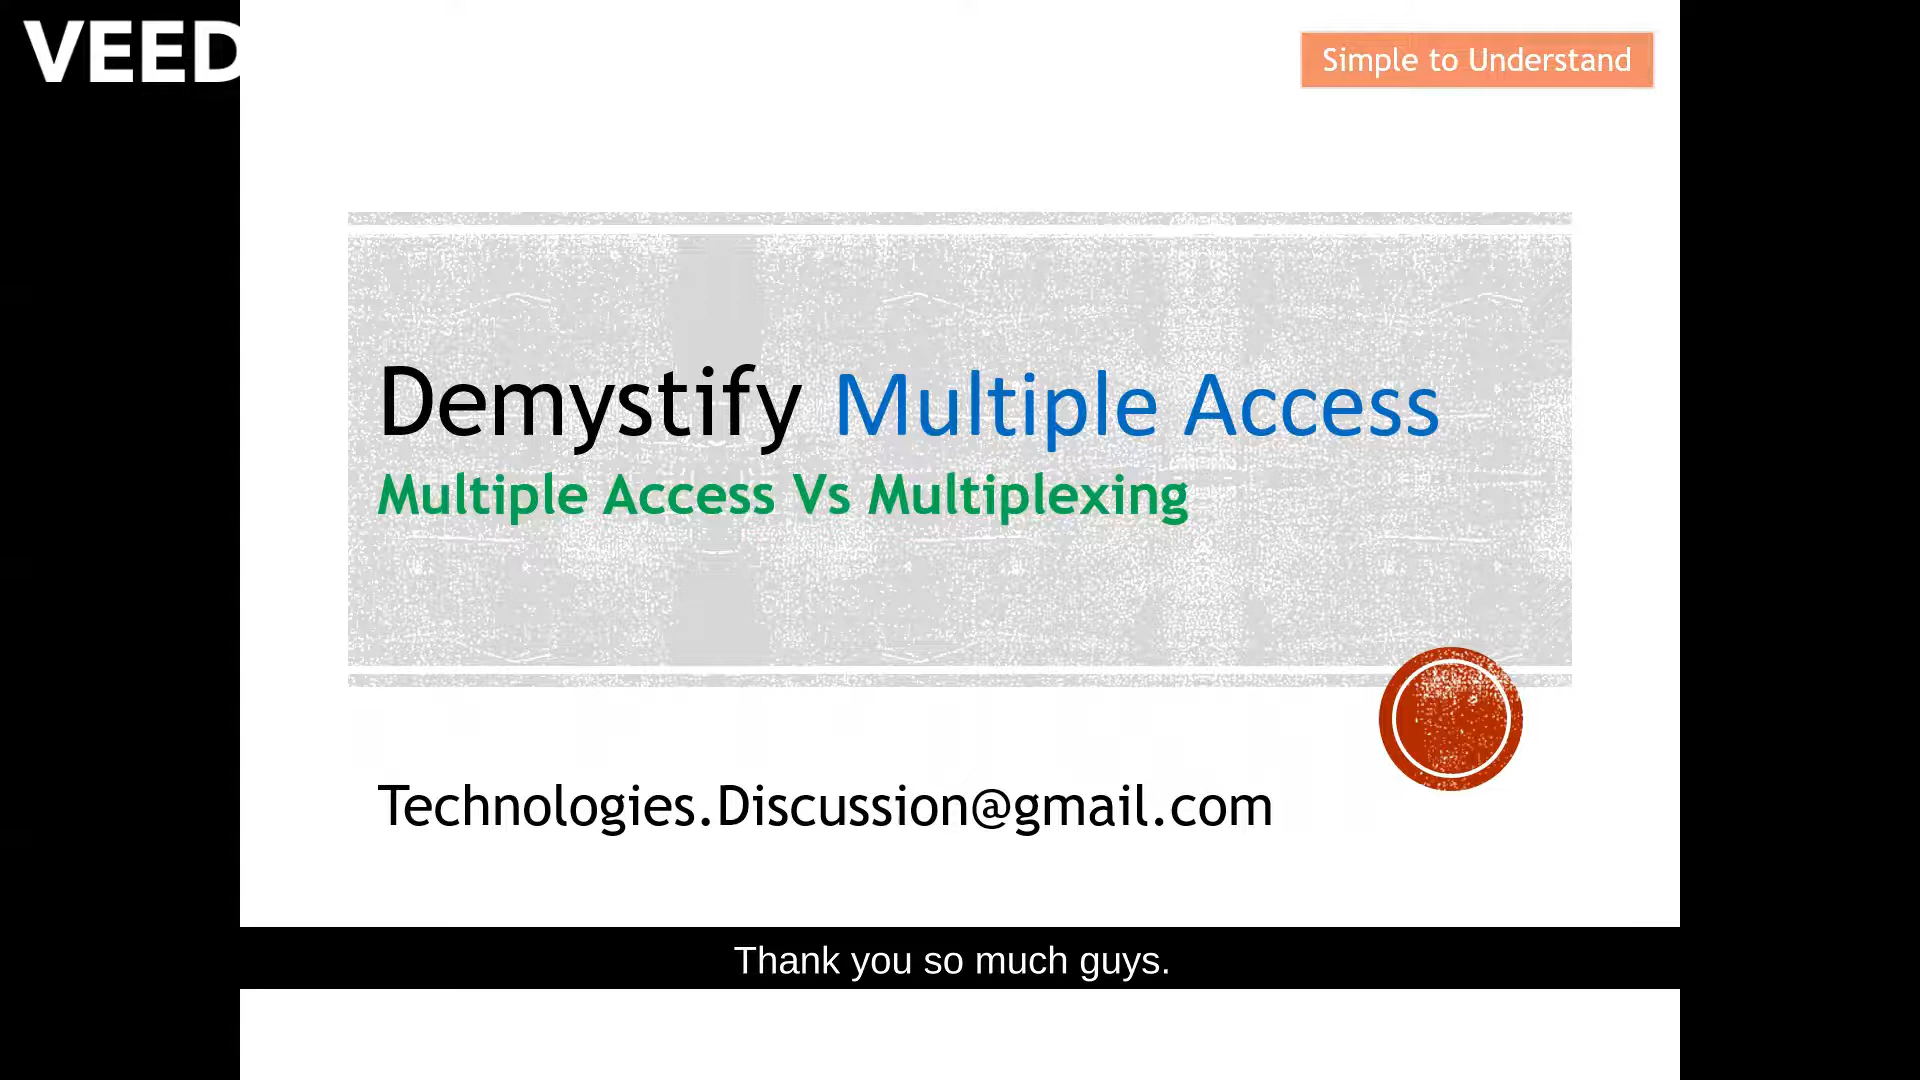 VEED
Simple to Understand
Demystify Multiple Access
Multiple Access Vs Multiplexing
Technologies.Discussion@gmail.com
Thank you so much guys.